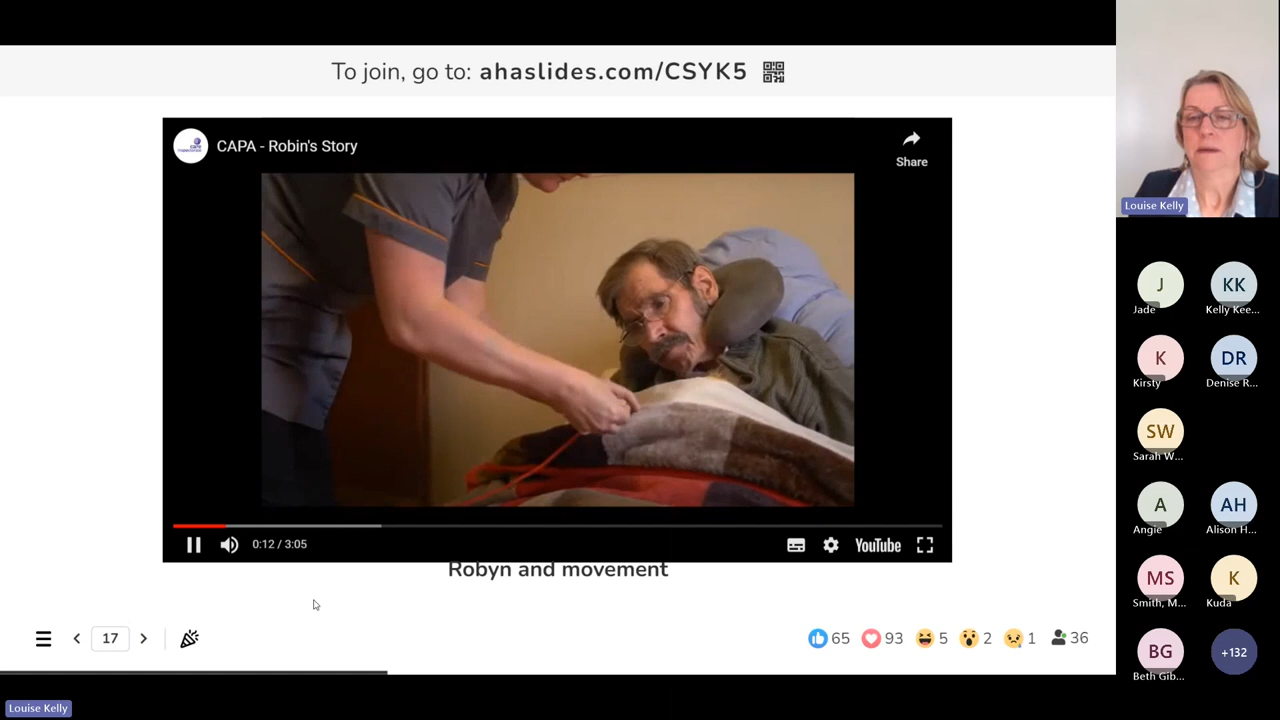 To join, go to: ahaslides.com/CSYK5
CAPA - Robin's Story
Share
0:12 / 3:05
YouTube
Robyn and movement
17
65
93
5
2
1
36
Louise Kelly
J
Jade
KK
Kelly Kee...
K
Kirsty
DR
Denise R...
SW
Sarah W...
A
Angie
AH
Alison H...
MS
Smith, M...
K
Kuda
BG
Beth Gib...
+132
Louise Kelly